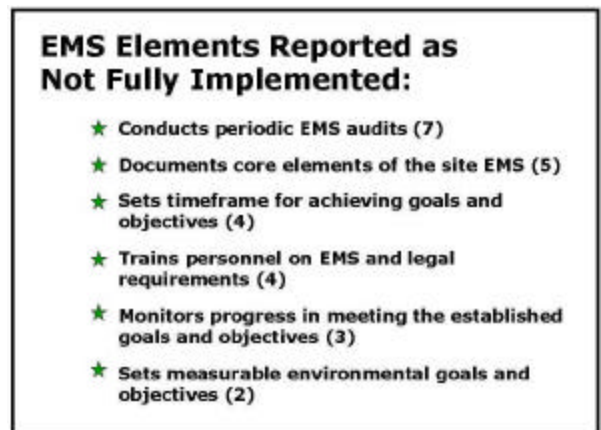 EMS Elements Reported as
Not Fully Implemented:
Conducts periodic EMS audits (7)
Documents core elements of the site EMS (5)
Sets timeframe for achieving goals and
objectives (4)
Trains personnel on EMS and legal
requirements (4)
Monitors progress in meeting the established
goals and objectives (3)
Sets measurable environmental goals and
objectives (2)